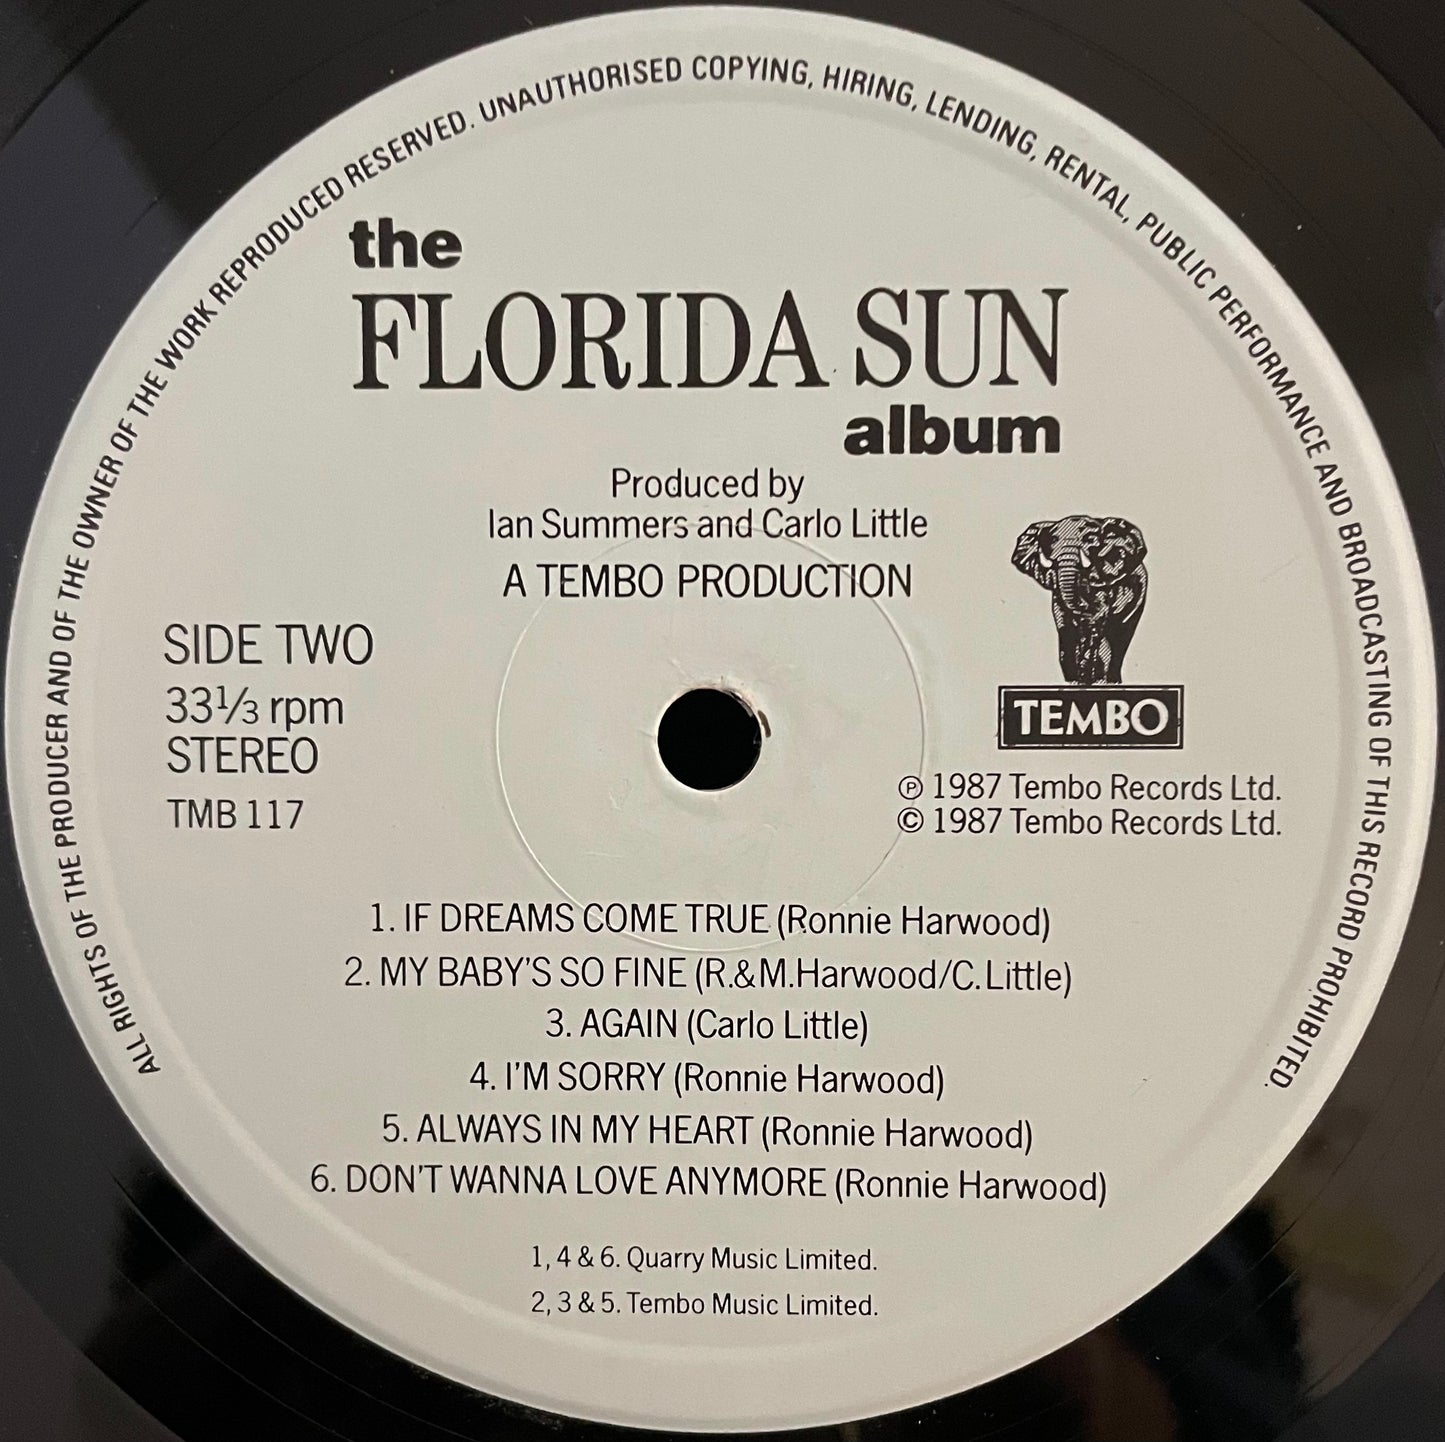 ALL RIGHTS OF THE PRODUCER AND OF THE OWNER OF THE WORK REPRODUCED RESERVED. UNAUTHORISED COPYING, HIRING, LENDING, RENTAL, PUBLIC PERFORMANCE AND BROADCASTING OF THIS RECORD PROHIBITED.
the
FLORIDA SUN
album
Produced by
Ian Summers and Carlo Little
A TEMBO PRODUCTION
SIDE TWO
33⅓ rpm
STEREO
TMB 117
TEMBO
℗ 1987 Tembo Records Ltd.
© 1987 Tembo Records Ltd.
1. IF DREAMS COME TRUE (Ronnie Harwood)
2. MY BABY'S SO FINE (R.&M.Harwood/C.Little)
3. AGAIN (Carlo Little)
4. I'M SORRY (Ronnie Harwood)
5. ALWAYS IN MY HEART (Ronnie Harwood)
6. DON'T WANNA LOVE ANYMORE (Ronnie Harwood)
1, 4 & 6. Quarry Music Limited.
2, 3 & 5. Tembo Music Limited.